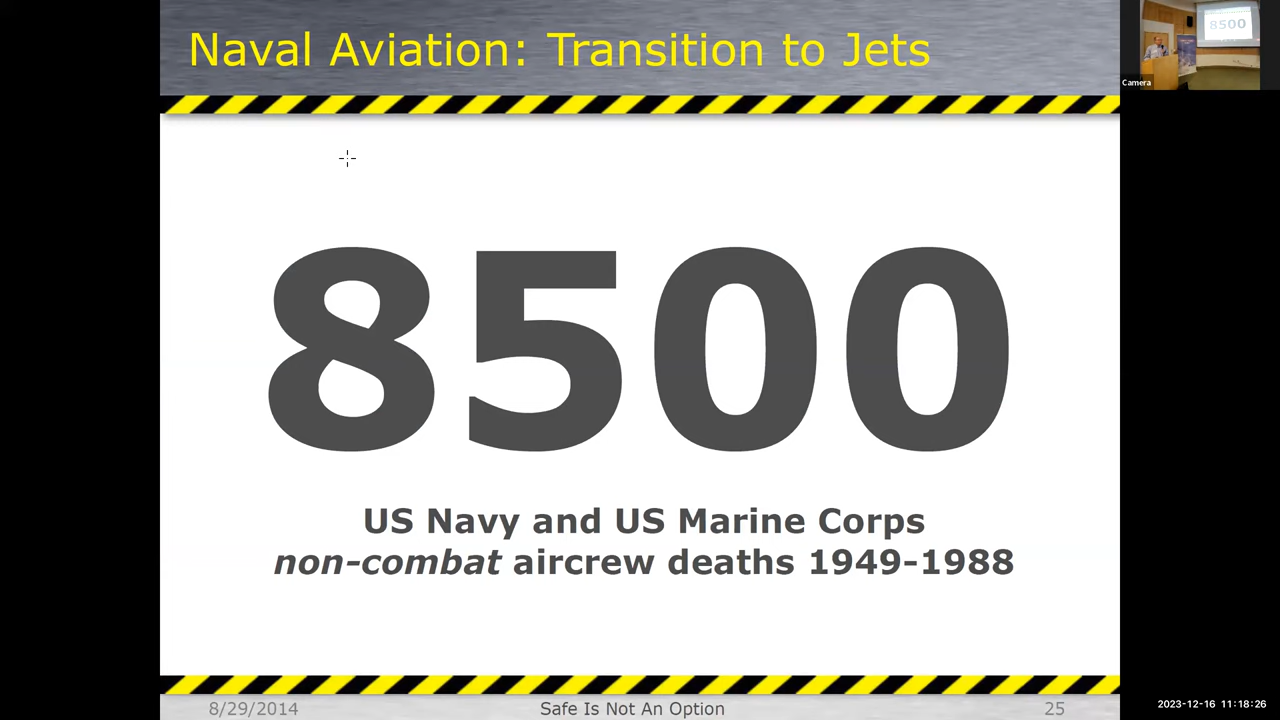 Naval Aviation: Transition to Jets
8500
Camera
8500
US Navy and US Marine Corps
non-combat aircrew deaths 1949-1988
8/29/2014
Safe Is Not An Option
25
2023-12-16 11:18:26